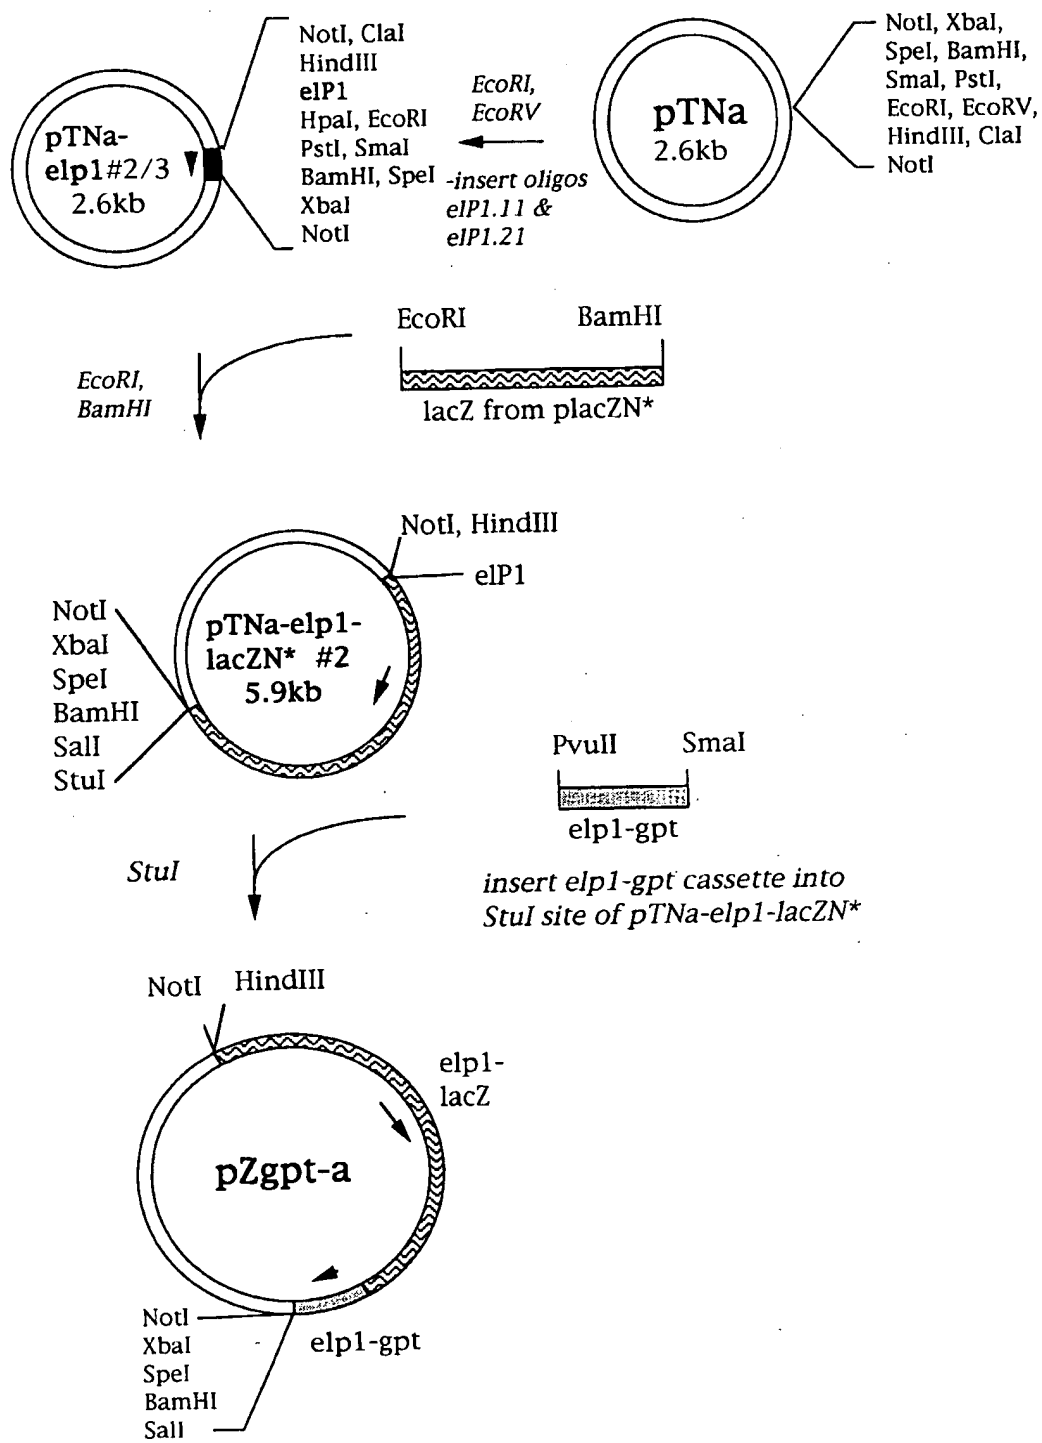 NotI, ClaI
HindIII
elP1
HpaI, EcoRI
PstI, SmaI
BamHI, SpeI
XbaI
NotI
pTNa-
elp1#2/3
2.6kb
EcoRI,
EcoRV
-insert oligos
elP1.11 &
elP1.21
pTNa
2.6kb
NotI, XbaI,
SpeI, BamHI,
SmaI, PstI,
EcoRI, EcoRV,
HindIII, ClaI
NotI
EcoRI BamHI
lacZ from placZN*
EcoRI,
BamHI
NotI, HindIII
elP1
pTNa-elp1-
lacZN* #2
5.9kb
NotI
XbaI
SpeI
BamHI
SalI
StuI
PvuII SmaI
elp1-gpt
insert elp1-gpt cassette into
StuI site of pTNa-elp1-lacZN*
StuI
NotI HindIII
elp1-
lacZ
pZgpt-a
elp1-gpt
NotI
XbaI
SpeI
BamHI
SalI